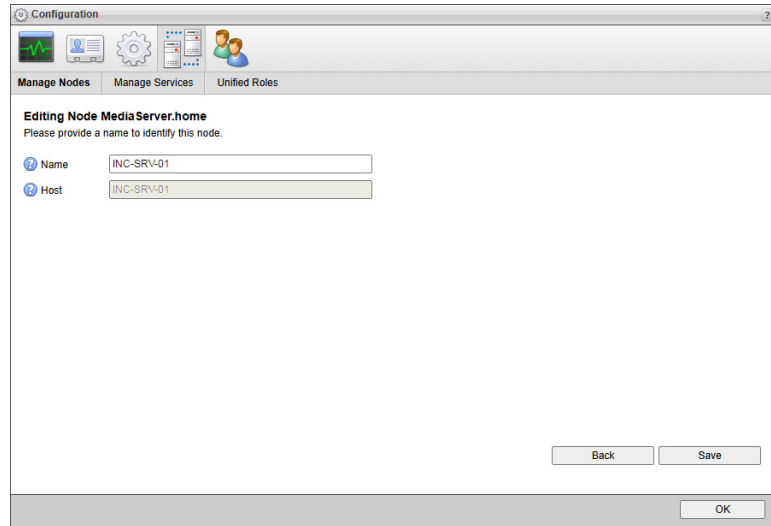 Configuration
?
Manage Nodes Manage Services Unified Roles
Editing Node MediaServer.home
Please provide a name to identify this node.
? Name INC-SRV-01
? Host INC-SRV-01
Back Save
OK